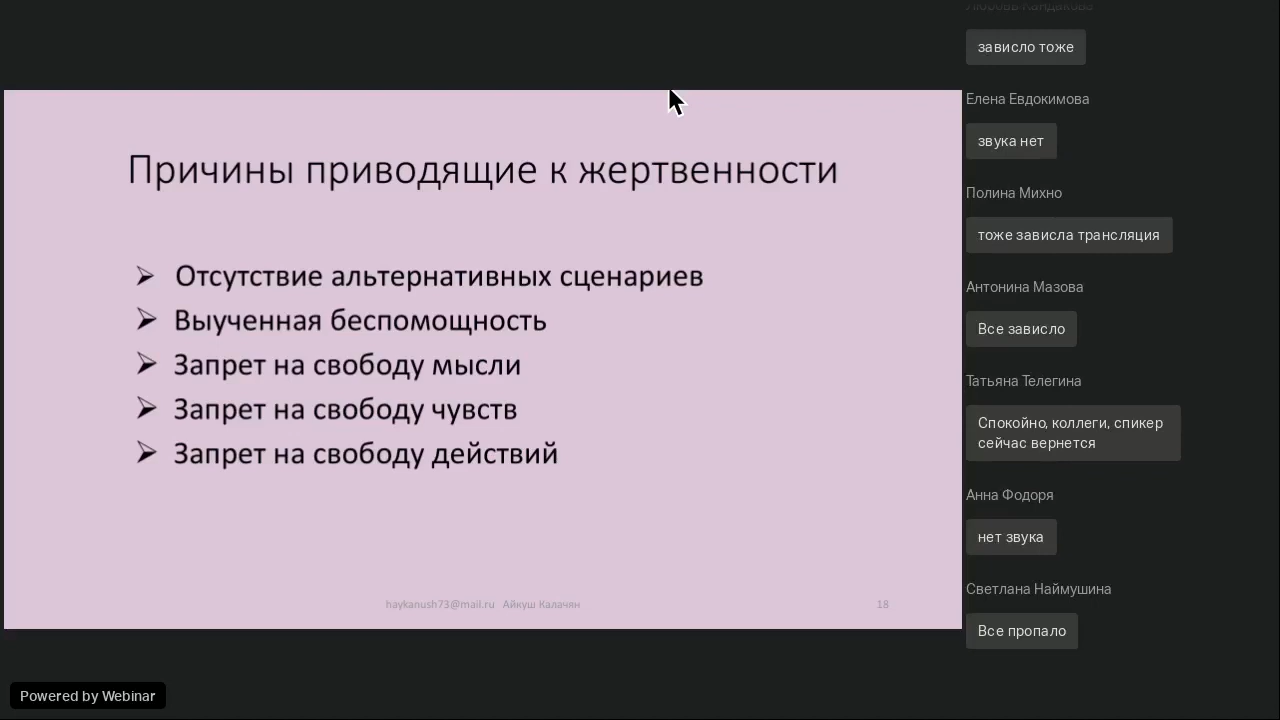 Причины приводящие к жертвенности
Отсутствие альтернативных сценариев
Выученная беспомощность
Запрет на свободу мысли
Запрет на свободу чувств
Запрет на свободу действий
haykanush73@mail.ru Айкуш Калачян
18
зависло тоже
Елена Евдокимова
звука нет
Полина Михно
тоже зависла трансляция
Антонина Мазова
Все зависло
Татьяна Телегина
Спокойно, коллеги, спикер
сейчас вернется
Анна Фодоря
нет звука
Светлана Наймушина
Все пропало
Powered by Webinar